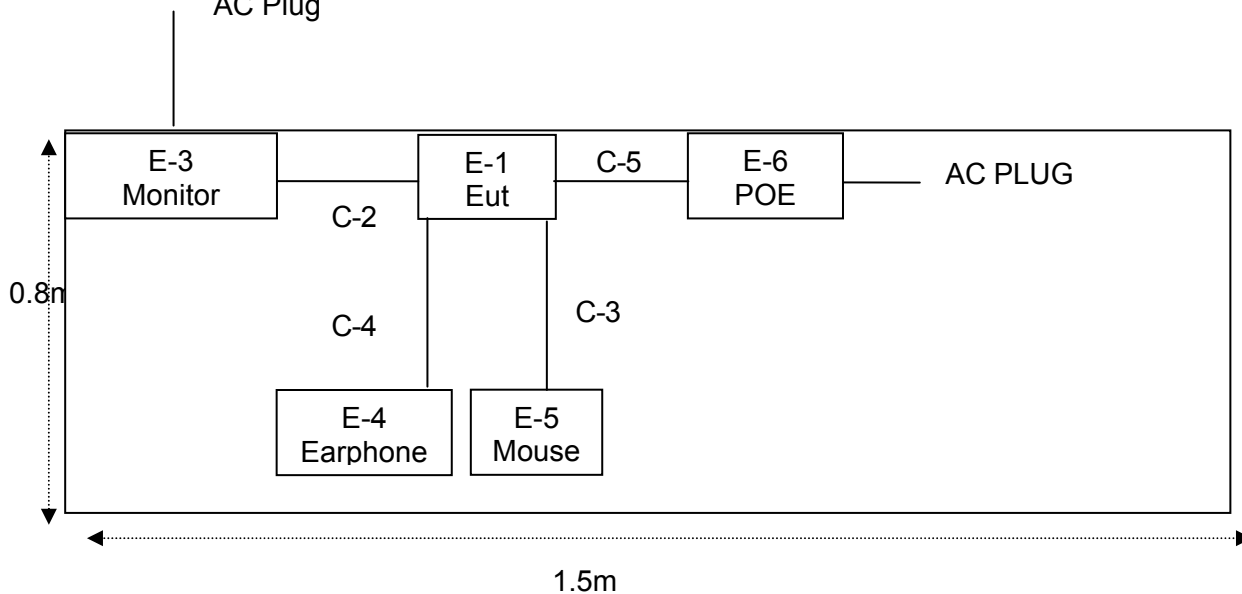 AC Plug
E-3
Monitor
E-1
Eut
C-5
E-6
POE
AC PLUG
C-2
0.8m
C-4
C-3
E-4
Earphone
E-5
Mouse
1.5m